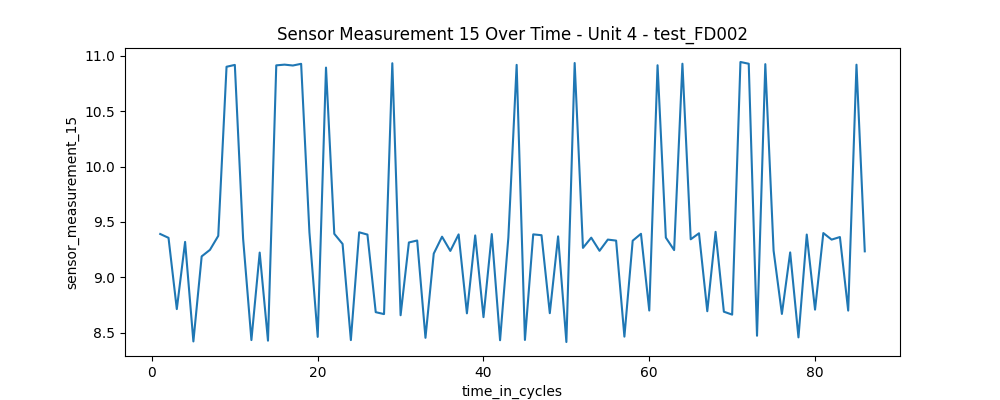 Sensor Measurement 15 Over Time - Unit 4 - test_FD002
11.0
10.5
10.0
9.5
9.0
8.5
sensor_measurement_15
0 20 40 60 80
time_in_cycles